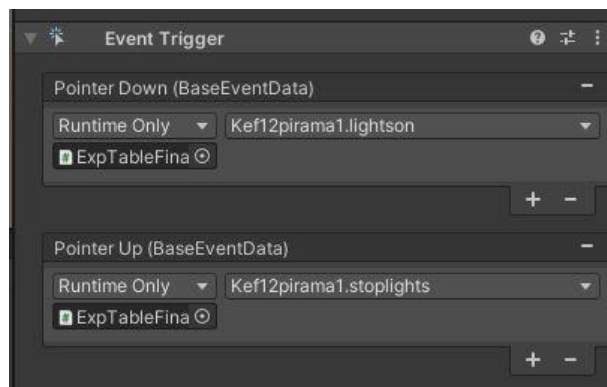 Event Trigger
Pointer Down (BaseEventData)
Runtime Only Kef12pirama1.lightson
ExpTableFina
Pointer Up (BaseEventData)
Runtime Only Kef12pirama1.stoplights
ExpTableFina